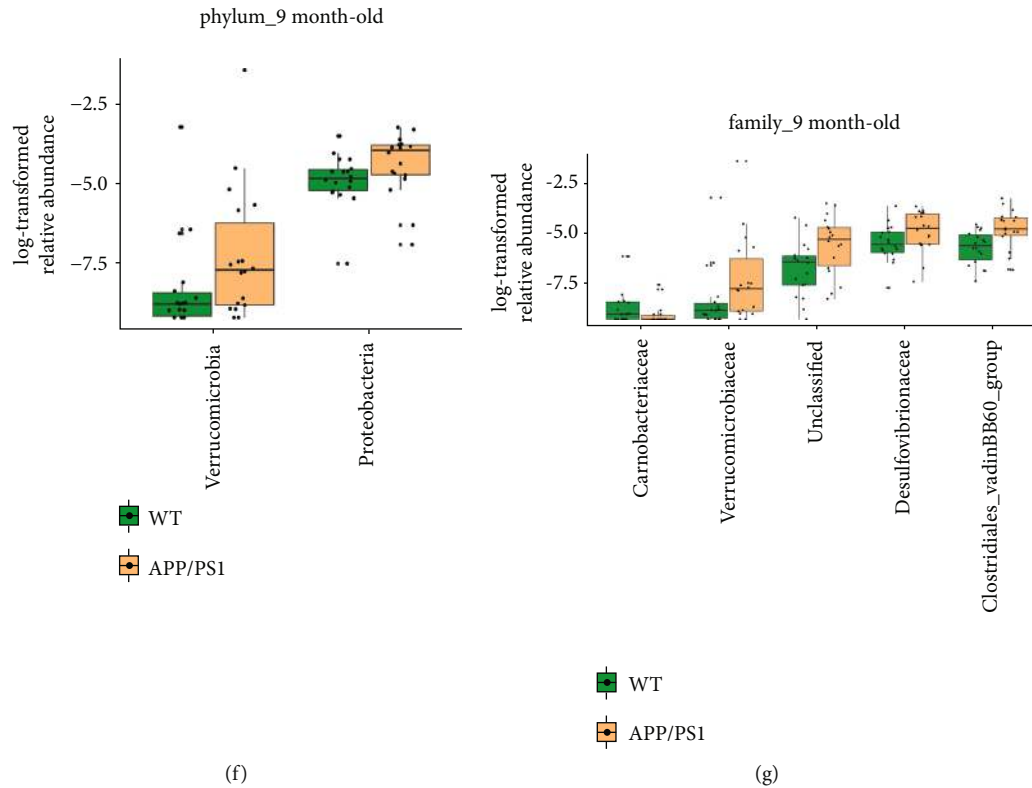 phylum_9 month-old
log-transformed
relative abundance
−2.5
−5.0
−7.5
Verrucomicrobia
Proteobacteria
WT
APP/PS1
(f)
family_9 month-old
log-transformed
relative abundance
-2.5
-5.0
-7.5
Carnobacteriaceae
Verrucomicrobiaceae
Unclassified
Desulfovibrionaceae
Clostridiales_vadinBB60_group
WT
APP/PS1
(g)